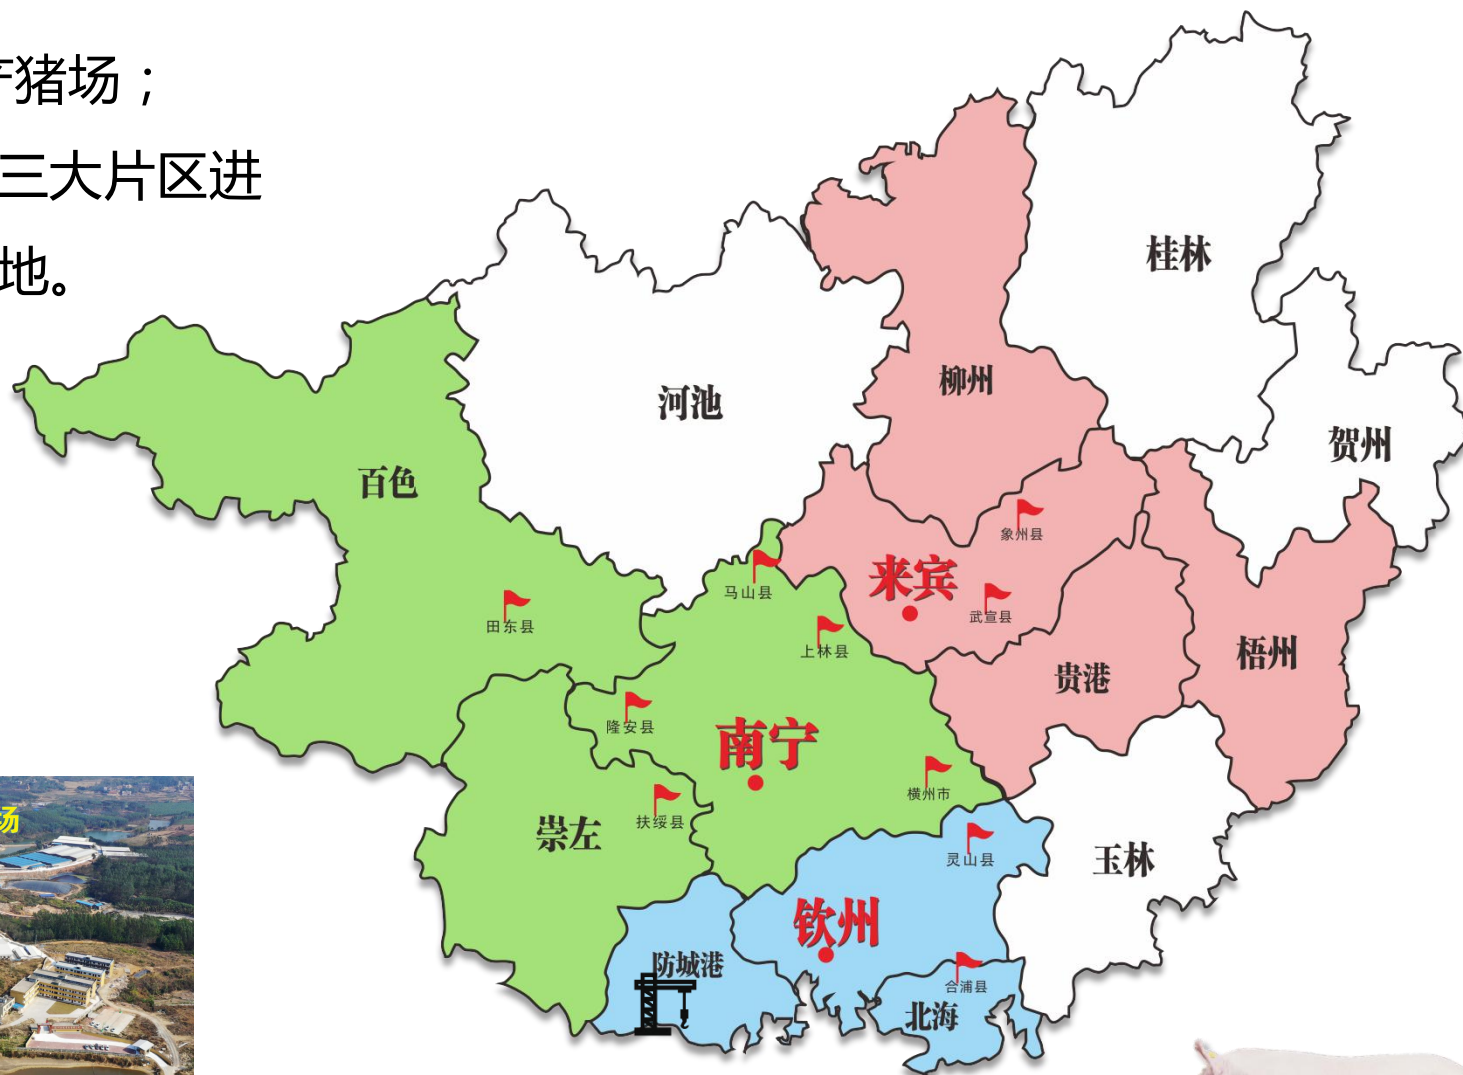 产猪场；
三大片区进
地。
桂林
柳州
河池
贺州
百色
象州县
来宾
马山县
武宣县
田东县
上林县
梧州
贵港
隆安县
南宁
横州市
扶绥县
崇左
灵山县
玉林
场
钦州
防城港
合浦县
北海